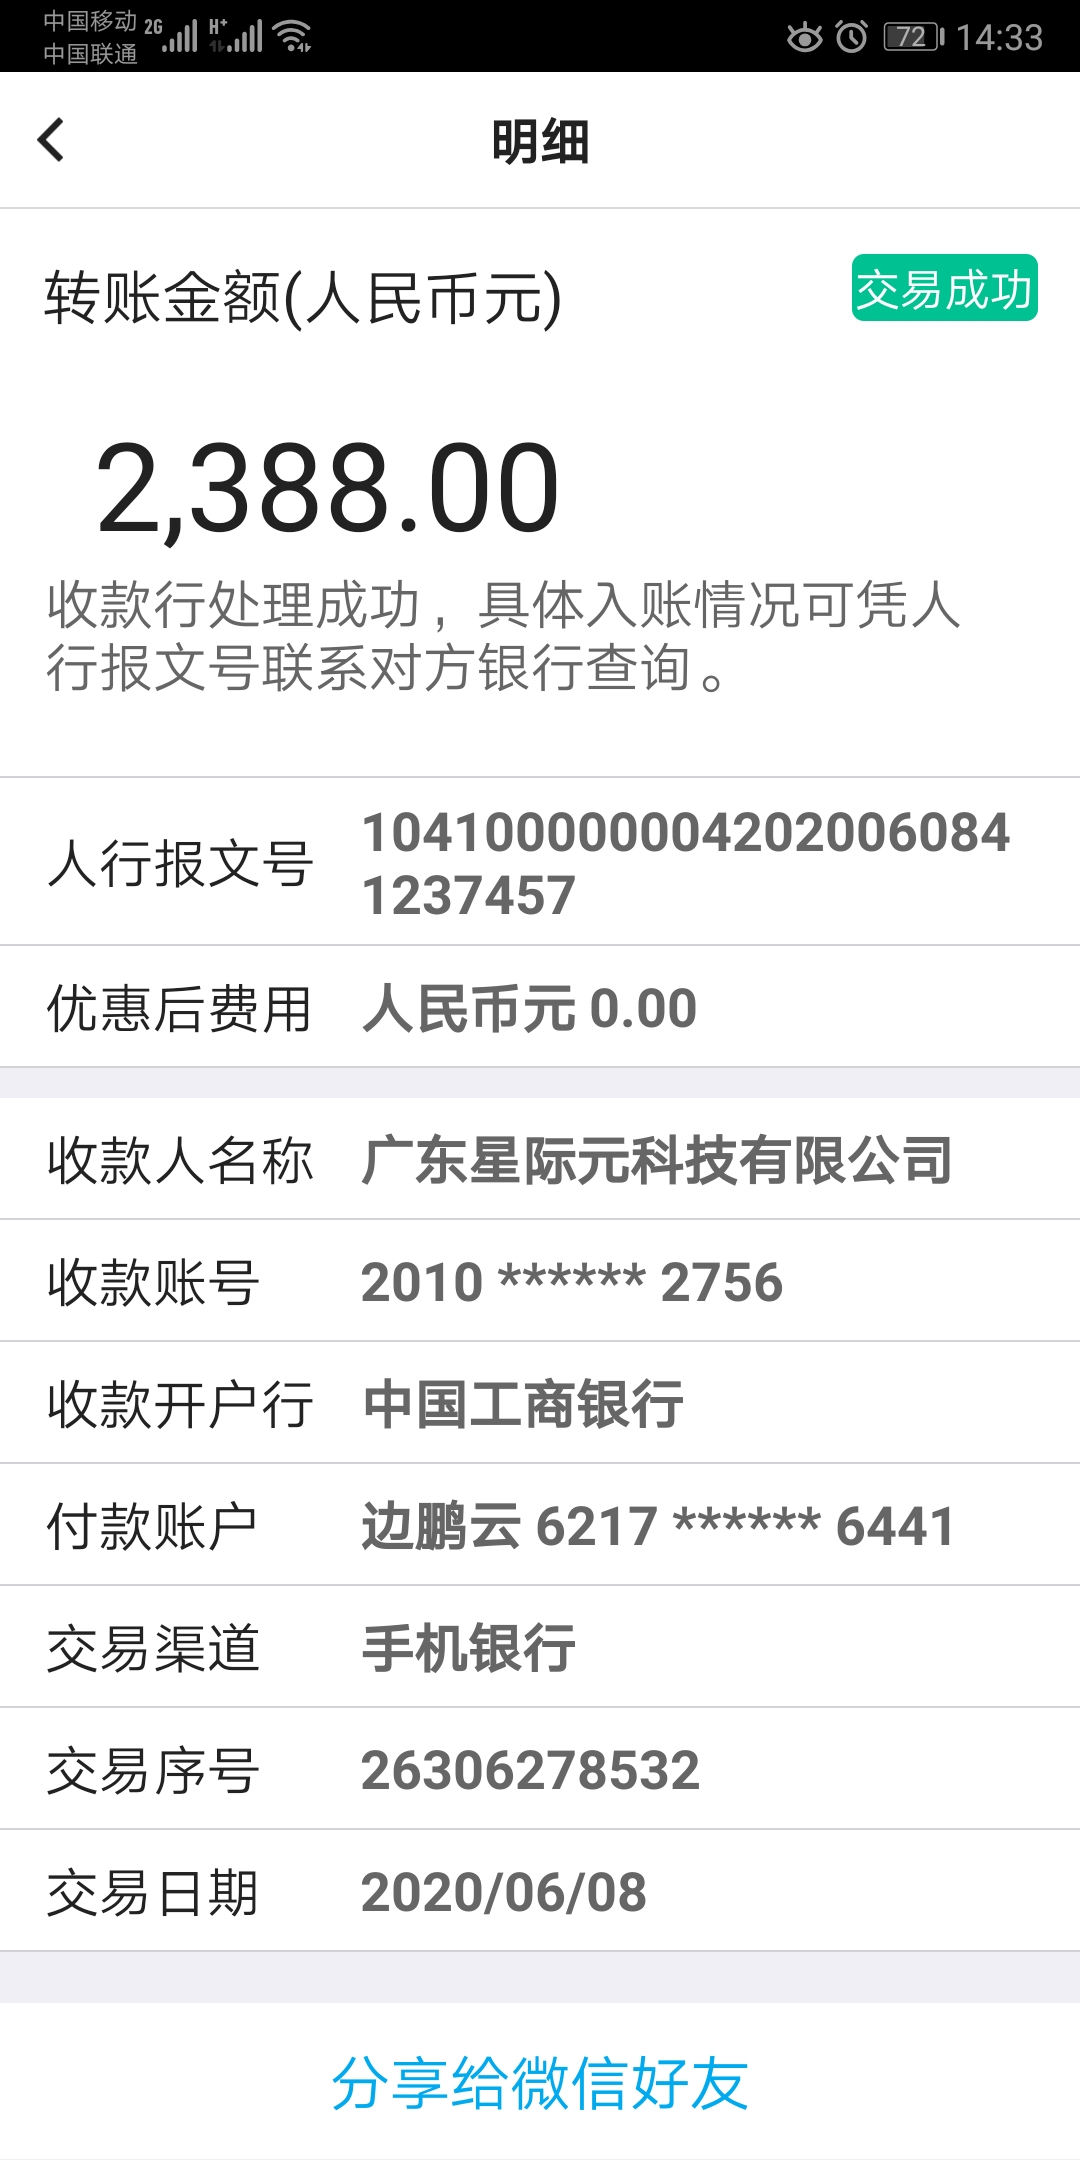 中国移动 2G H+ 72 14:33
中国联通
明细
转账金额(人民币元) 交易成功
2,388.00
收款行处理成功，具体入账情况可凭人
行报文号联系对方银行查询。
人行报文号 104100000004202006084
1237457
优惠后费用 人民币元 0.00
收款人名称 广东星际元科技有限公司
收款账号 2010 ****** 2756
收款开户行 中国工商银行
付款账户 边鹏云 6217 ****** 6441
交易渠道 手机银行
交易序号 26306278532
交易日期 2020/06/08
分享给微信好友